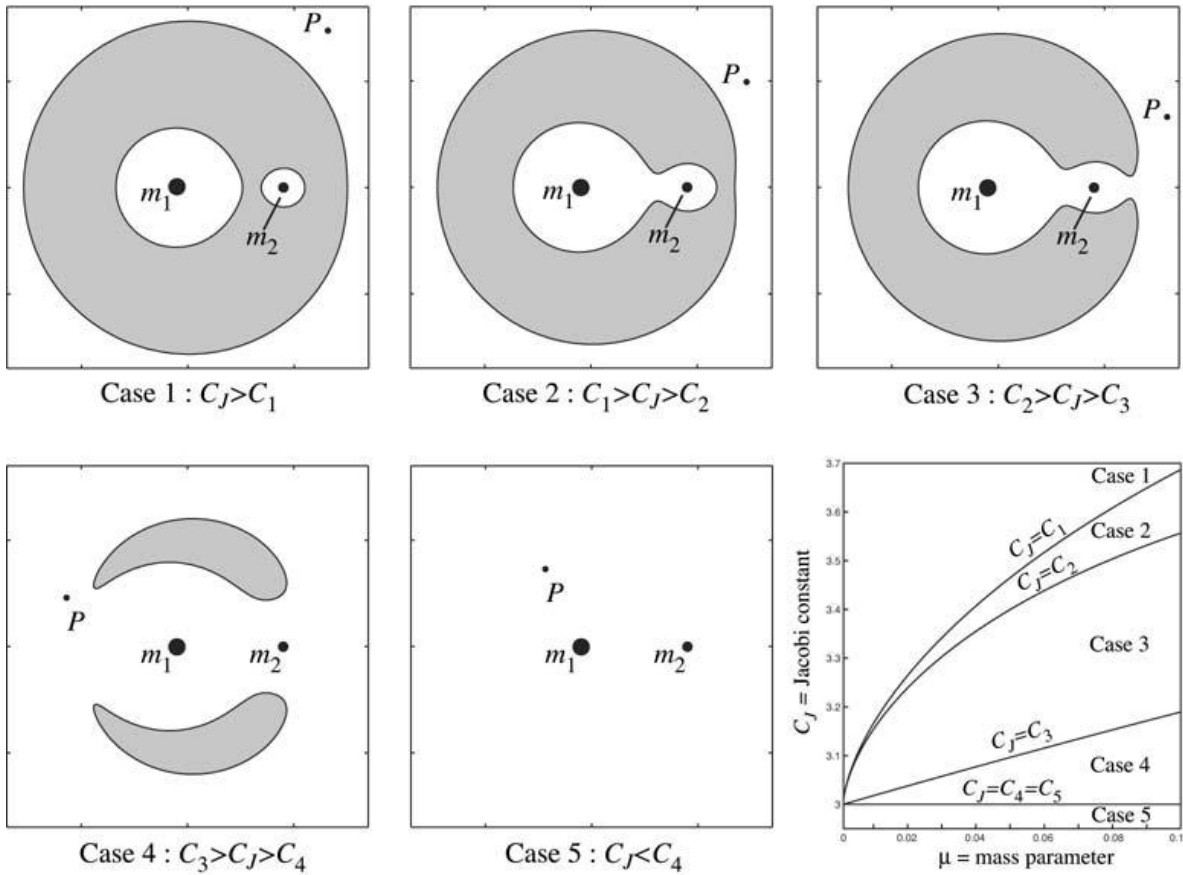 P
m1
m2
Case 1 : CJ>C1
P
m1
m2
Case 2 : C1>CJ>C2
P
m1
m2
Case 3 : C2>CJ>C3
P
m1
m2
Case 4 : C3>CJ>C4
P
m1
m2
Case 5 : CJ<C4
CJ = Jacobi constant
3.7
3.6
3.5
3.4
3.3
3.2
3.1
3
Case 1
CJ=C1
Case 2
CJ=C2
Case 3
CJ=C3
Case 4
CJ=C4=C5
Case 5
0 0.02 0.04 0.06 0.08 0.1
μ = mass parameter